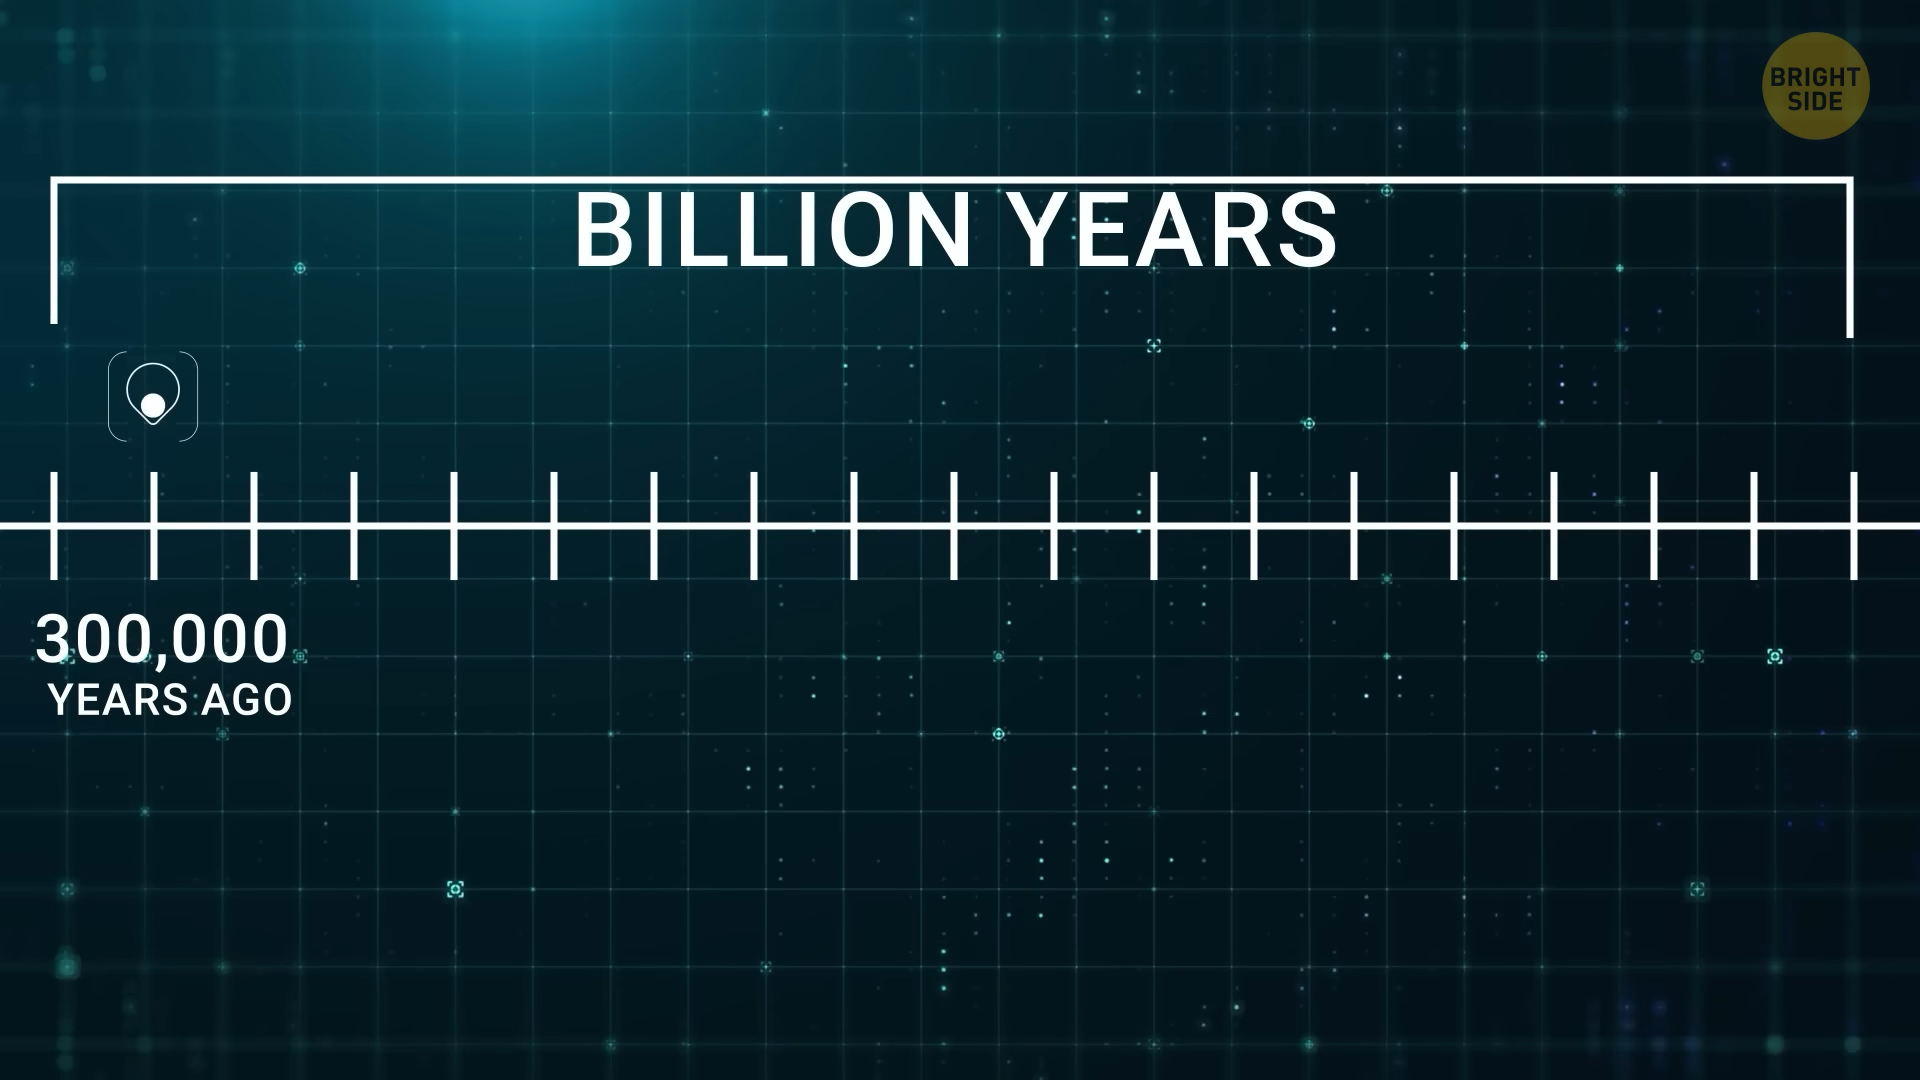 BRIGHT
SIDE
BILLION YEARS
300,000
YEARS AGO